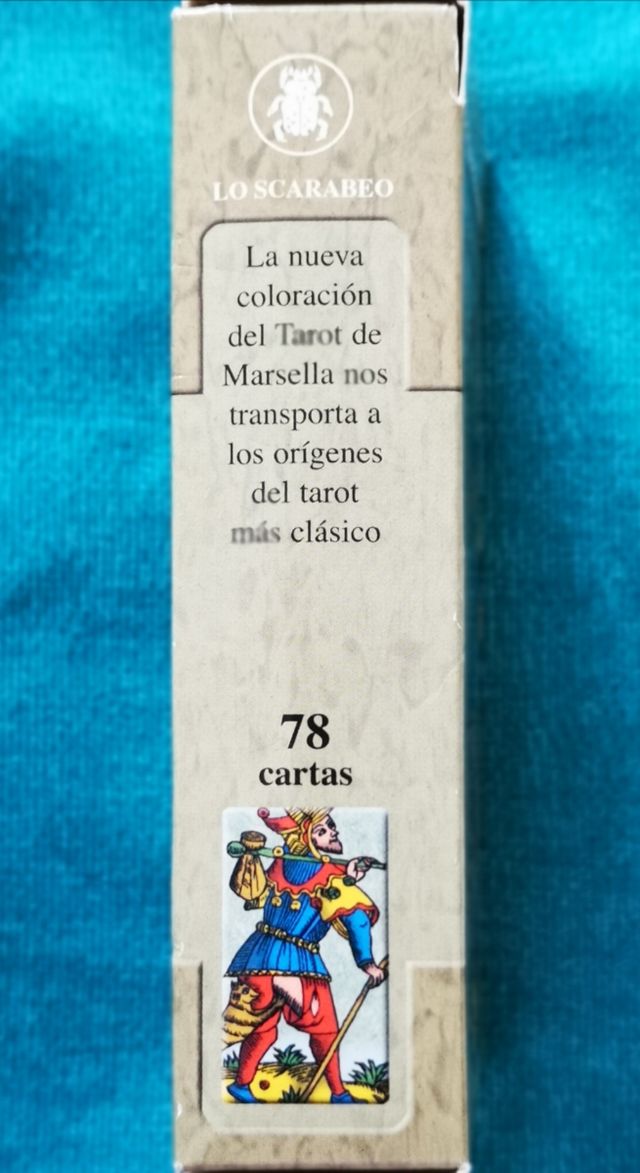 LO SCARABEO
La nueva
coloración
del Tarot de
Marsella nos
transporta a
los orígenes
del tarot
más clásico
78
cartas